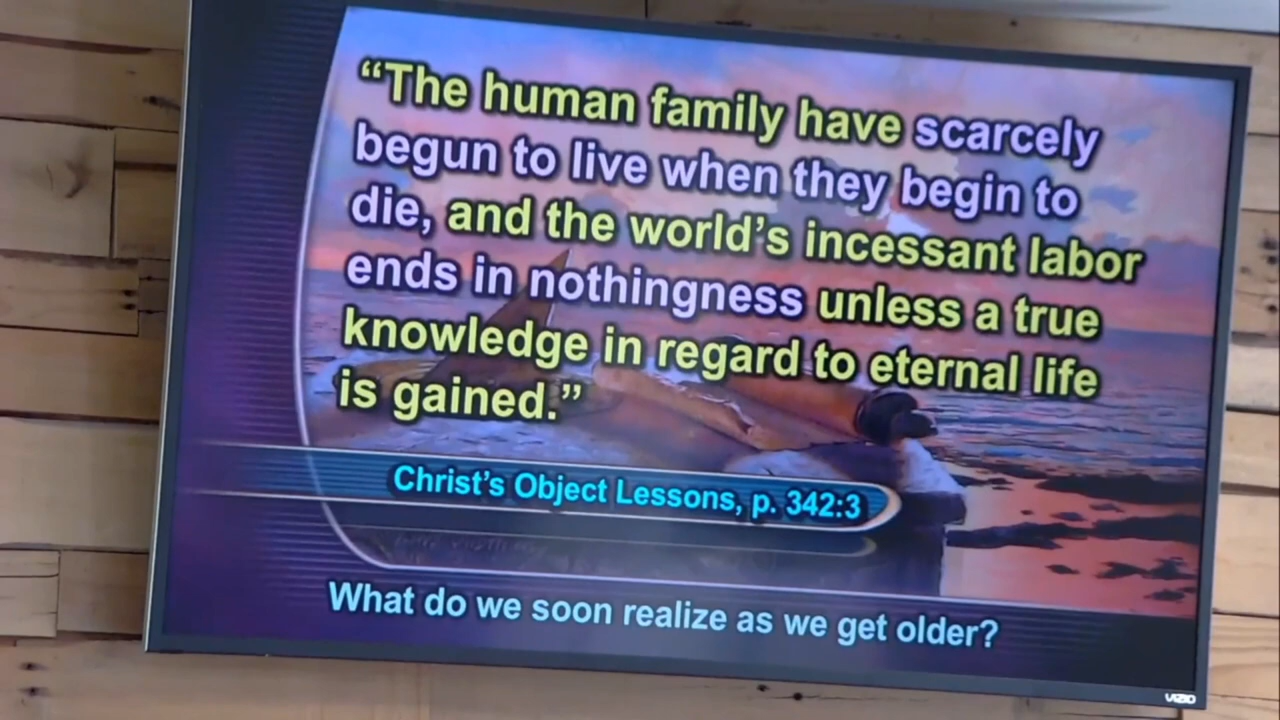 “The human family have scarcely
begun to live when they begin to
die, and the world’s incessant labor
ends in nothingness unless a true
knowledge in regard to eternal life
is gained.”
Christ’s Object Lessons, p. 342:3
What do we soon realize as we get older?
VIZIO